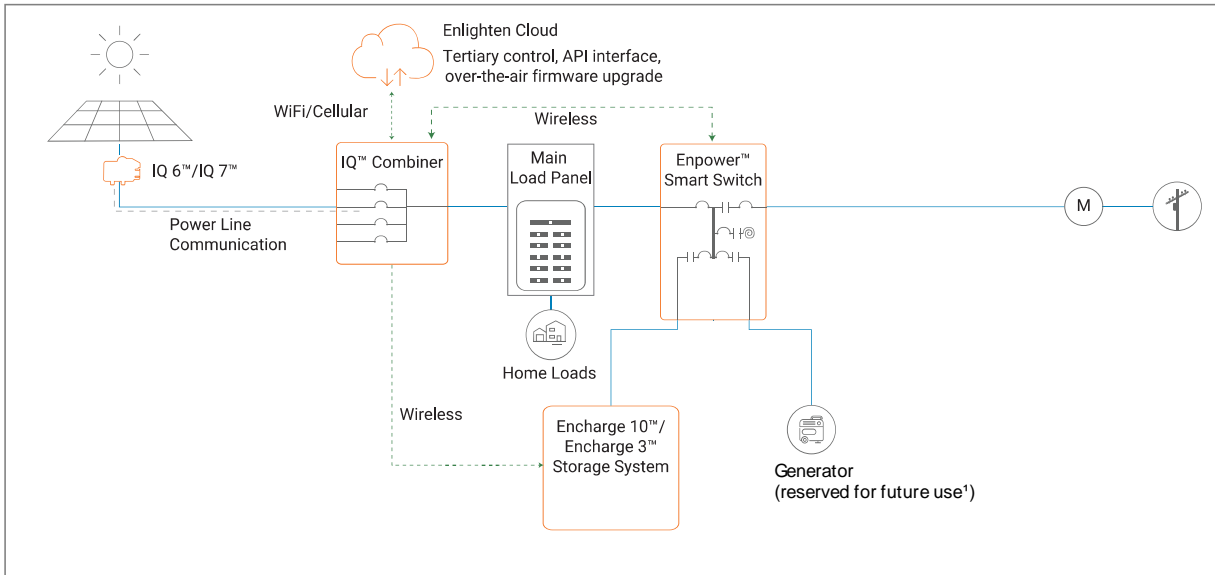 Enlighten Cloud
Tertiary control, API interface,
over-the-air firmware upgrade
WiFi/Cellular
Wireless
IQ 6™/IQ 7™
Power Line
Communication
IQ™ Combiner
Main
Load Panel
Enpower™
Smart Switch
M
Home Loads
Wireless
Encharge 10™/
Encharge 3™
Storage System
Generator
(reserved for future use¹)